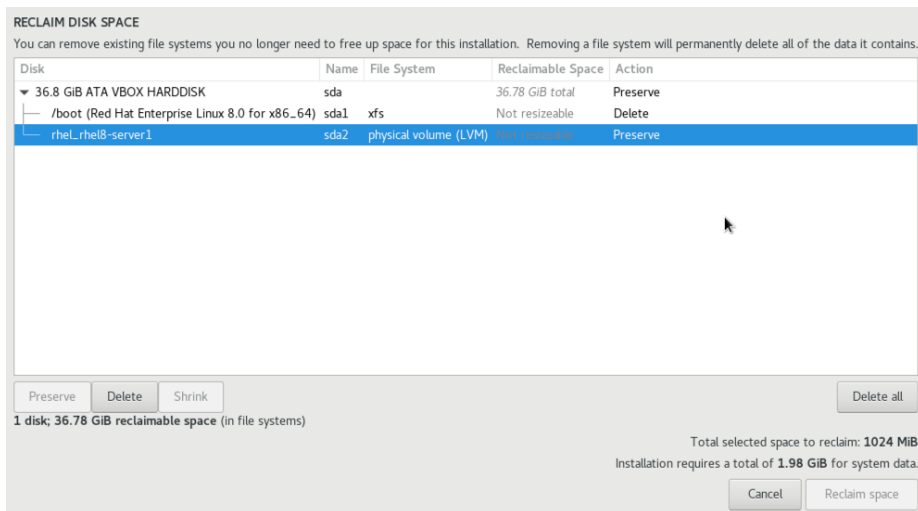 RECLAIM DISK SPACE
You can remove existing file systems you no longer need to free up space for this installation. Removing a file system will permanently delete all of the data it contains.
Disk Name File System Reclaimable Space Action
36.8 GiB ATA VBOX HARDDISK sda 36.78 GiB total Preserve
/boot (Red Hat Enterprise Linux 8.0 for x86_64) sda1 xfs Not resizeable Delete
rhel_rhel8-server1 sda2 physical volume (LVM) Not resizeable Preserve
Preserve Delete Shrink Delete all
1 disk; 36.78 GiB reclaimable space (in file systems)
Total selected space to reclaim: 1024 MiB
Installation requires a total of 1.98 GiB for system data.
Cancel Reclaim space